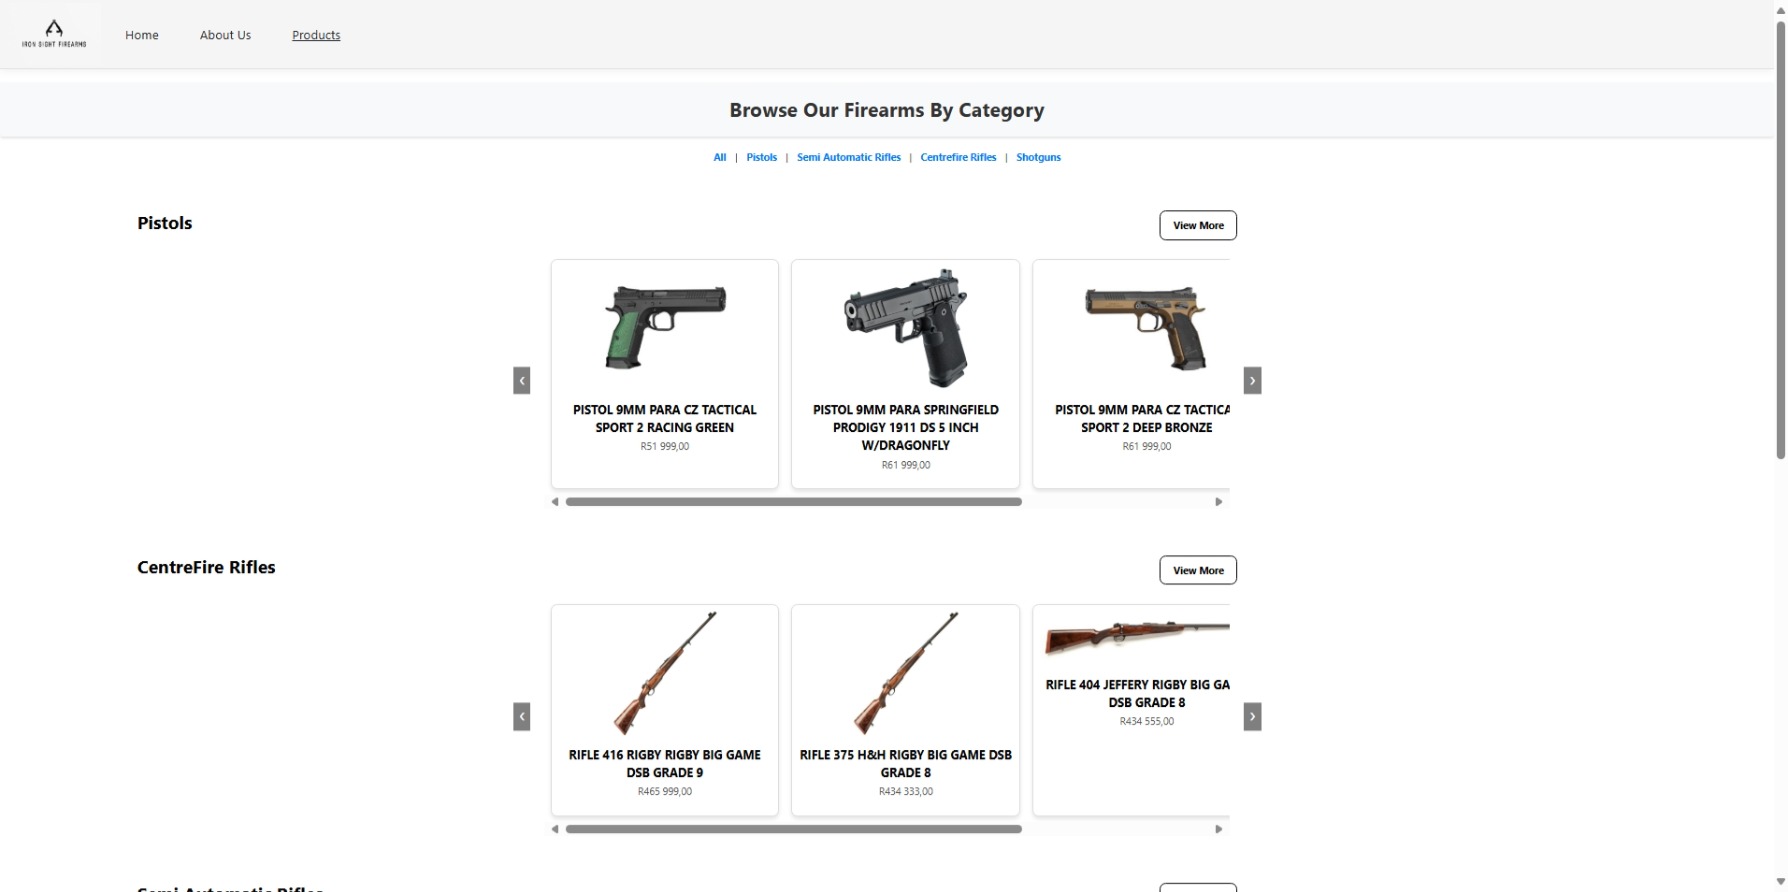 IRON SIGHT FIREARMS
Home
About Us
Products
Browse Our Firearms By Category
All | Pistols | Semi Automatic Rifles | Centrefire Rifles | Shotguns
Pistols
View More
PISTOL 9MM PARA CZ TACTICAL
SPORT 2 RACING GREEN
R51 999,00
PISTOL 9MM PARA SPRINGFIELD
PRODIGY 1911 DS 5 INCH
W/DRAGONFLY
R61 999,00
PISTOL 9MM PARA CZ TACTICA
SPORT 2 DEEP BRONZE
R61 999,00
CentreFire Rifles
View More
RIFLE 416 RIGBY RIGBY BIG GAME
DSB GRADE 9
R465 999,00
RIFLE 375 H&H RIGBY BIG GAME DSB
GRADE 8
R434 333,00
RIFLE 404 JEFFERY RIGBY BIG GA
DSB GRADE 8
R434 555,00
Semi Automatic Rifles